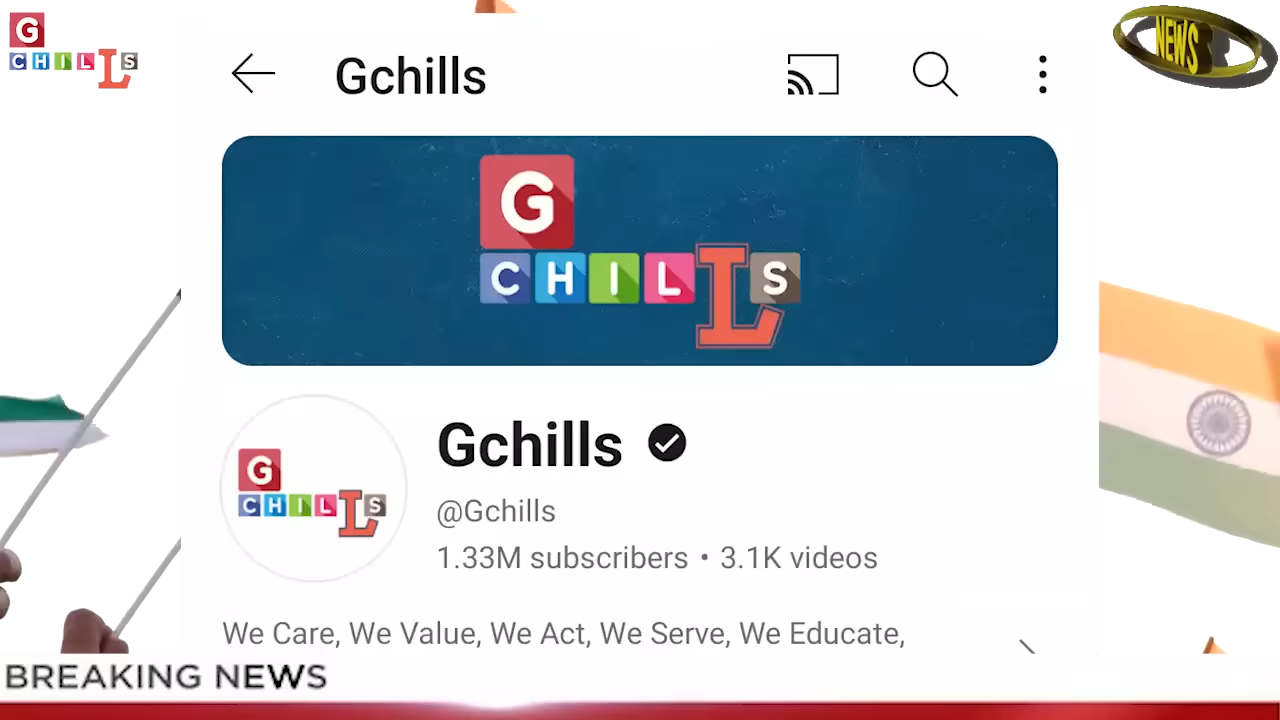 G
CHILLS
NEWS
Gchills
G
CHILLS
Gchills
G
CHILLS
@Gchills
1.33M subscribers • 3.1K videos
We Care, We Value, We Act, We Serve, We Educate,
BREAKING NEWS